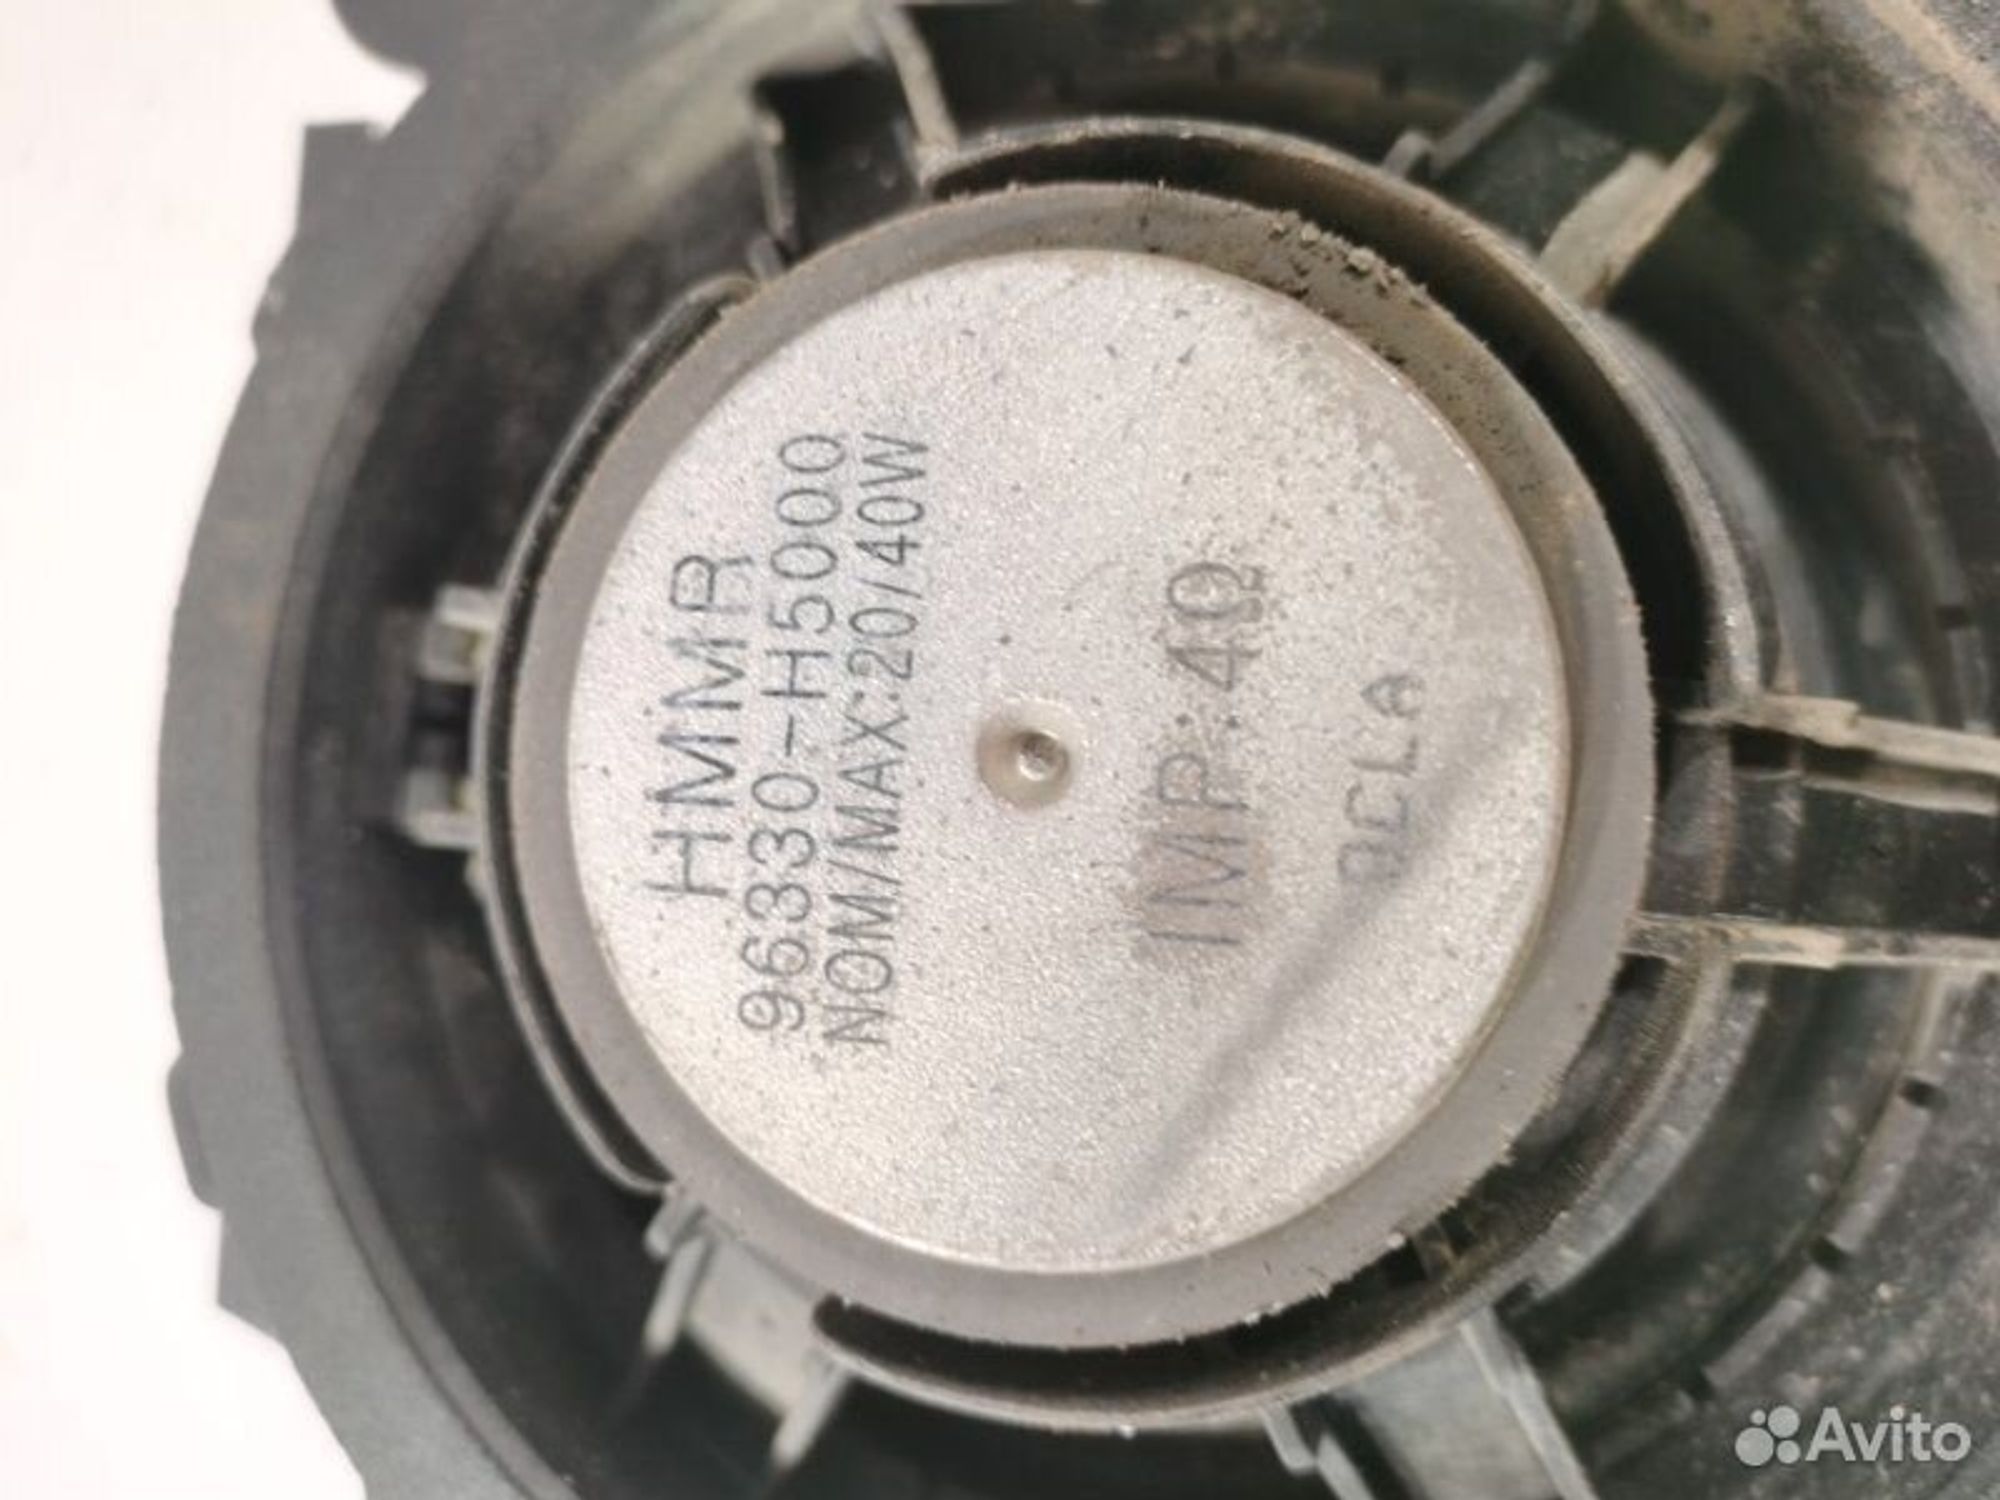 HMMR
96330-H5000
NOM/MAX:20/40W
IMP:4Ω
Avito